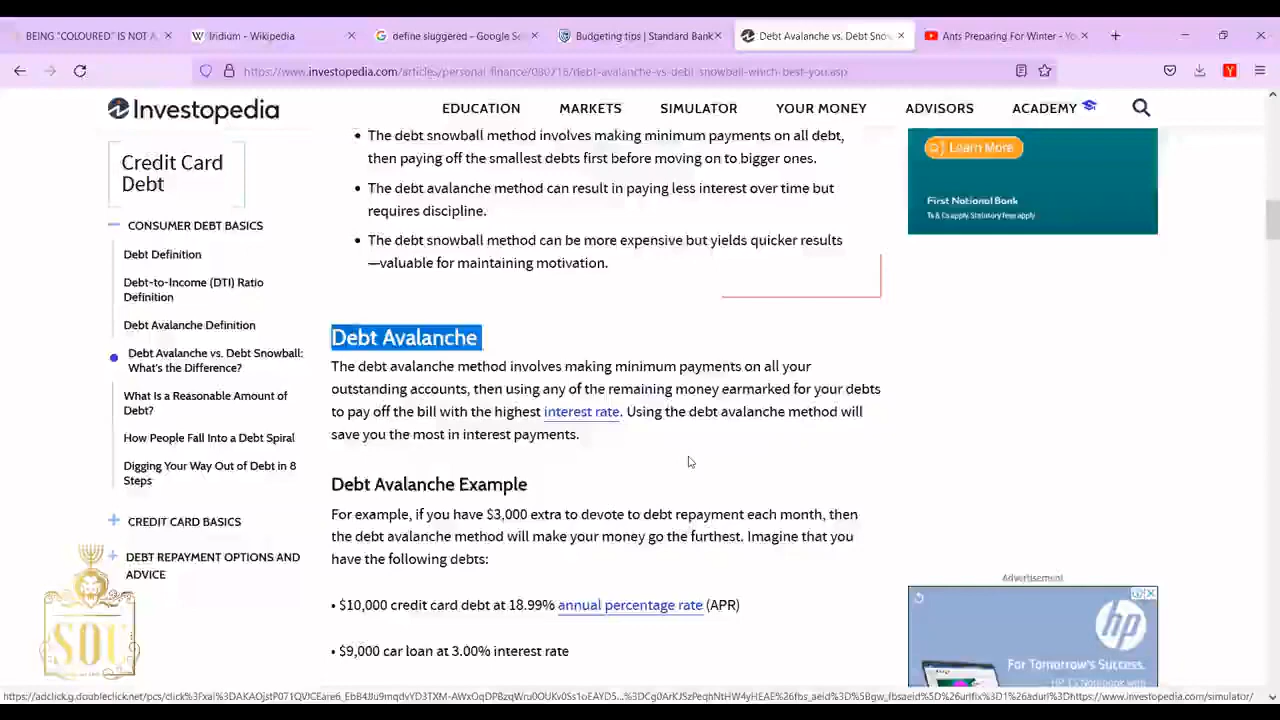 BEING "COLOURED" IS NOT A
Iridium - Wikipedia
define sluggered - Google Se
Budgeting tips | Standard Bank
Debt Avalanche vs. Debt Snow
Ants Preparing For Winter - Yo
https://www.investopedia.com/articles/personal-finance/080716/debt-avalanche-vs-debt-snowball-which-best-you.asp
Investopedia
EDUCATION
MARKETS
SIMULATOR
YOUR MONEY
ADVISORS
ACADEMY
Credit Card
Debt
CONSUMER DEBT BASICS
Debt Definition
Debt-to-Income (DTI) Ratio
Definition
Debt Avalanche Definition
Debt Avalanche vs. Debt Snowball:
What's the Difference?
What Is a Reasonable Amount of
Debt?
How People Fall Into a Debt Spiral
Digging Your Way Out of Debt in 8
Steps
CREDIT CARD BASICS
DEBT REPAYMENT OPTIONS AND
ADVICE
• The debt snowball method involves making minimum payments on all debt,
then paying off the smallest debts first before moving on to bigger ones.
• The debt avalanche method can result in paying less interest over time but
requires discipline.
• The debt snowball method can be more expensive but yields quicker results
—valuable for maintaining motivation.
Debt Avalanche
The debt avalanche method involves making minimum payments on all your
outstanding accounts, then using any of the remaining money earmarked for your debts
to pay off the bill with the highest interest rate. Using the debt avalanche method will
save you the most in interest payments.
Debt Avalanche Example
For example, if you have $3,000 extra to devote to debt repayment each month, then
the debt avalanche method will make your money go the furthest. Imagine that you
have the following debts:
• $10,000 credit card debt at 18.99% annual percentage rate (APR)
• $9,000 car loan at 3.00% interest rate
Learn More
First National Bank
Ts & Cs apply. Statutory fees apply
Advertisement
hp
For Tomorrow's Success.
SOU